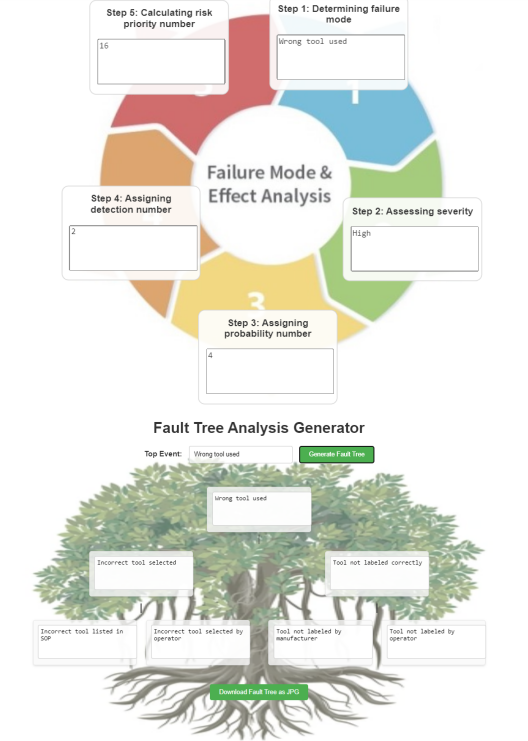 Step 5: Calculating risk
priority number
16
Step 1: Determining failure
mode
Wrong tool used
1
Failure Mode &
Effect Analysis
Step 4: Assigning
detection number
2
Step 2: Assessing severity
High
3
Step 3: Assigning
probability number
4
Fault Tree Analysis Generator
Top Event:
Wrong tool used
Generate Fault Tree
Wrong tool used
Incorrect tool selected
Tool not labeled correctly
Incorrect tool listed in
SOP
Incorrect tool selected by
operator
Tool not labeled by
manufacturer
Tool not labeled by
operator
Download Fault Tree as JPG